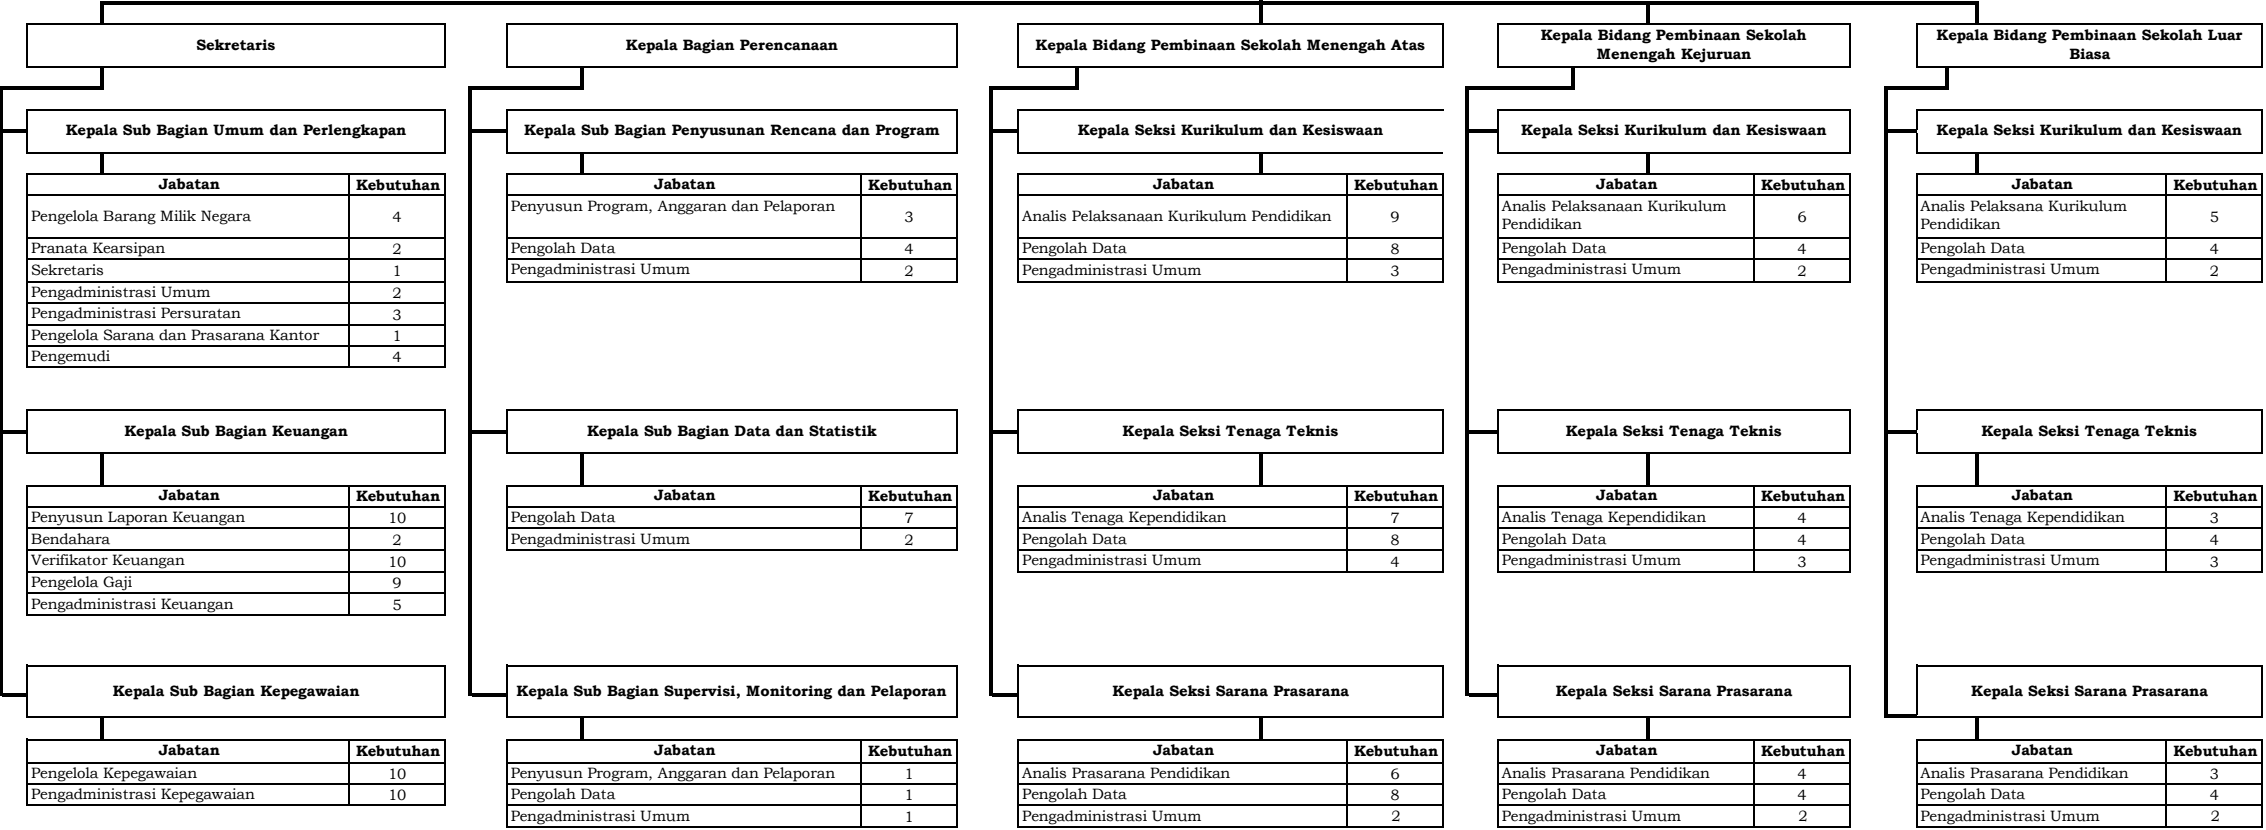 Sekretaris
Kepala Bagian Perencanaan
Kepala Bidang Pembinaan Sekolah Menengah Atas
Kepala Bidang Pembinaan Sekolah
Menengah Kejuruan
Kepala Bidang Pembinaan Sekolah Luar
Biasa
Kepala Sub Bagian Umum dan Perlengkapan
Kepala Sub Bagian Penyusunan Rencana dan Program
Kepala Seksi Kurikulum dan Kesiswaan
Kepala Seksi Kurikulum dan Kesiswaan
Kepala Seksi Kurikulum dan Kesiswaan
Jabatan Kebutuhan
Pengelola Barang Milik Negara 4
Pranata Kearsipan 2
Sekretaris 1
Pengadministrasi Umum 2
Pengadministrasi Persuratan 3
Pengelola Sarana dan Prasarana Kantor 1
Pengemudi 4
Jabatan Kebutuhan
Penyusun Program, Anggaran dan Pelaporan 3
Pengolah Data 4
Pengadministrasi Umum 2
Jabatan Kebutuhan
Analis Pelaksanaan Kurikulum Pendidikan 9
Pengolah Data 8
Pengadministrasi Umum 3
Jabatan Kebutuhan
Analis Pelaksanaan Kurikulum
Pendidikan 6
Pengolah Data 4
Pengadministrasi Umum 2
Jabatan Kebutuhan
Analis Pelaksana Kurikulum
Pendidikan 5
Pengolah Data 4
Pengadministrasi Umum 2
Kepala Sub Bagian Keuangan
Kepala Sub Bagian Data dan Statistik
Kepala Seksi Tenaga Teknis
Kepala Seksi Tenaga Teknis
Kepala Seksi Tenaga Teknis
Jabatan Kebutuhan
Penyusun Laporan Keuangan 10
Bendahara 2
Verifikator Keuangan 10
Pengelola Gaji 9
Pengadministrasi Keuangan 5
Jabatan Kebutuhan
Pengolah Data 7
Pengadministrasi Umum 2
Jabatan Kebutuhan
Analis Tenaga Kependidikan 7
Pengolah Data 8
Pengadministrasi Umum 4
Jabatan Kebutuhan
Analis Tenaga Kependidikan 4
Pengolah Data 4
Pengadministrasi Umum 3
Jabatan Kebutuhan
Analis Tenaga Kependidikan 3
Pengolah Data 4
Pengadministrasi Umum 3
Kepala Sub Bagian Kepegawaian
Kepala Sub Bagian Supervisi, Monitoring dan Pelaporan
Kepala Seksi Sarana Prasarana
Kepala Seksi Sarana Prasarana
Kepala Seksi Sarana Prasarana
Jabatan Kebutuhan
Pengelola Kepegawaian 10
Pengadministrasi Kepegawaian 10
Jabatan Kebutuhan
Penyusun Program, Anggaran dan Pelaporan 1
Pengolah Data 1
Pengadministrasi Umum 1
Jabatan Kebutuhan
Analis Prasarana Pendidikan 6
Pengolah Data 8
Pengadministrasi Umum 2
Jabatan Kebutuhan
Analis Prasarana Pendidikan 4
Pengolah Data 4
Pengadministrasi Umum 2
Jabatan Kebutuhan
Analis Prasarana Pendidikan 3
Pengolah Data 4
Pengadministrasi Umum 2